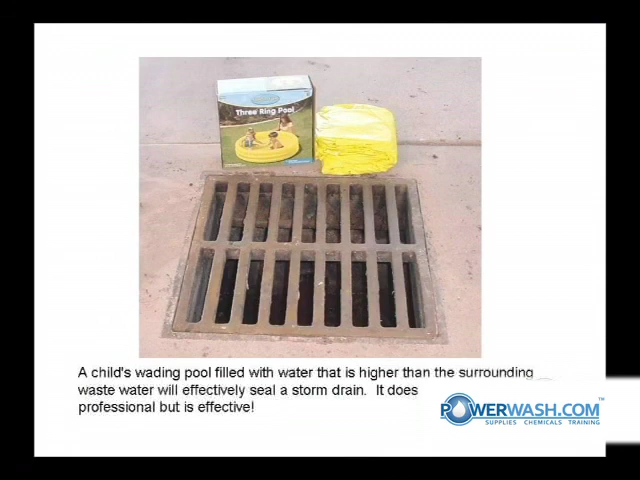 Three Ring Pool
A child's wading pool filled with water that is higher than the surrounding
waste water will effectively seal a storm drain. It does
professional but is effective!
POWERWASH.COM™
SUPPLIES CHEMICALS TRAINING